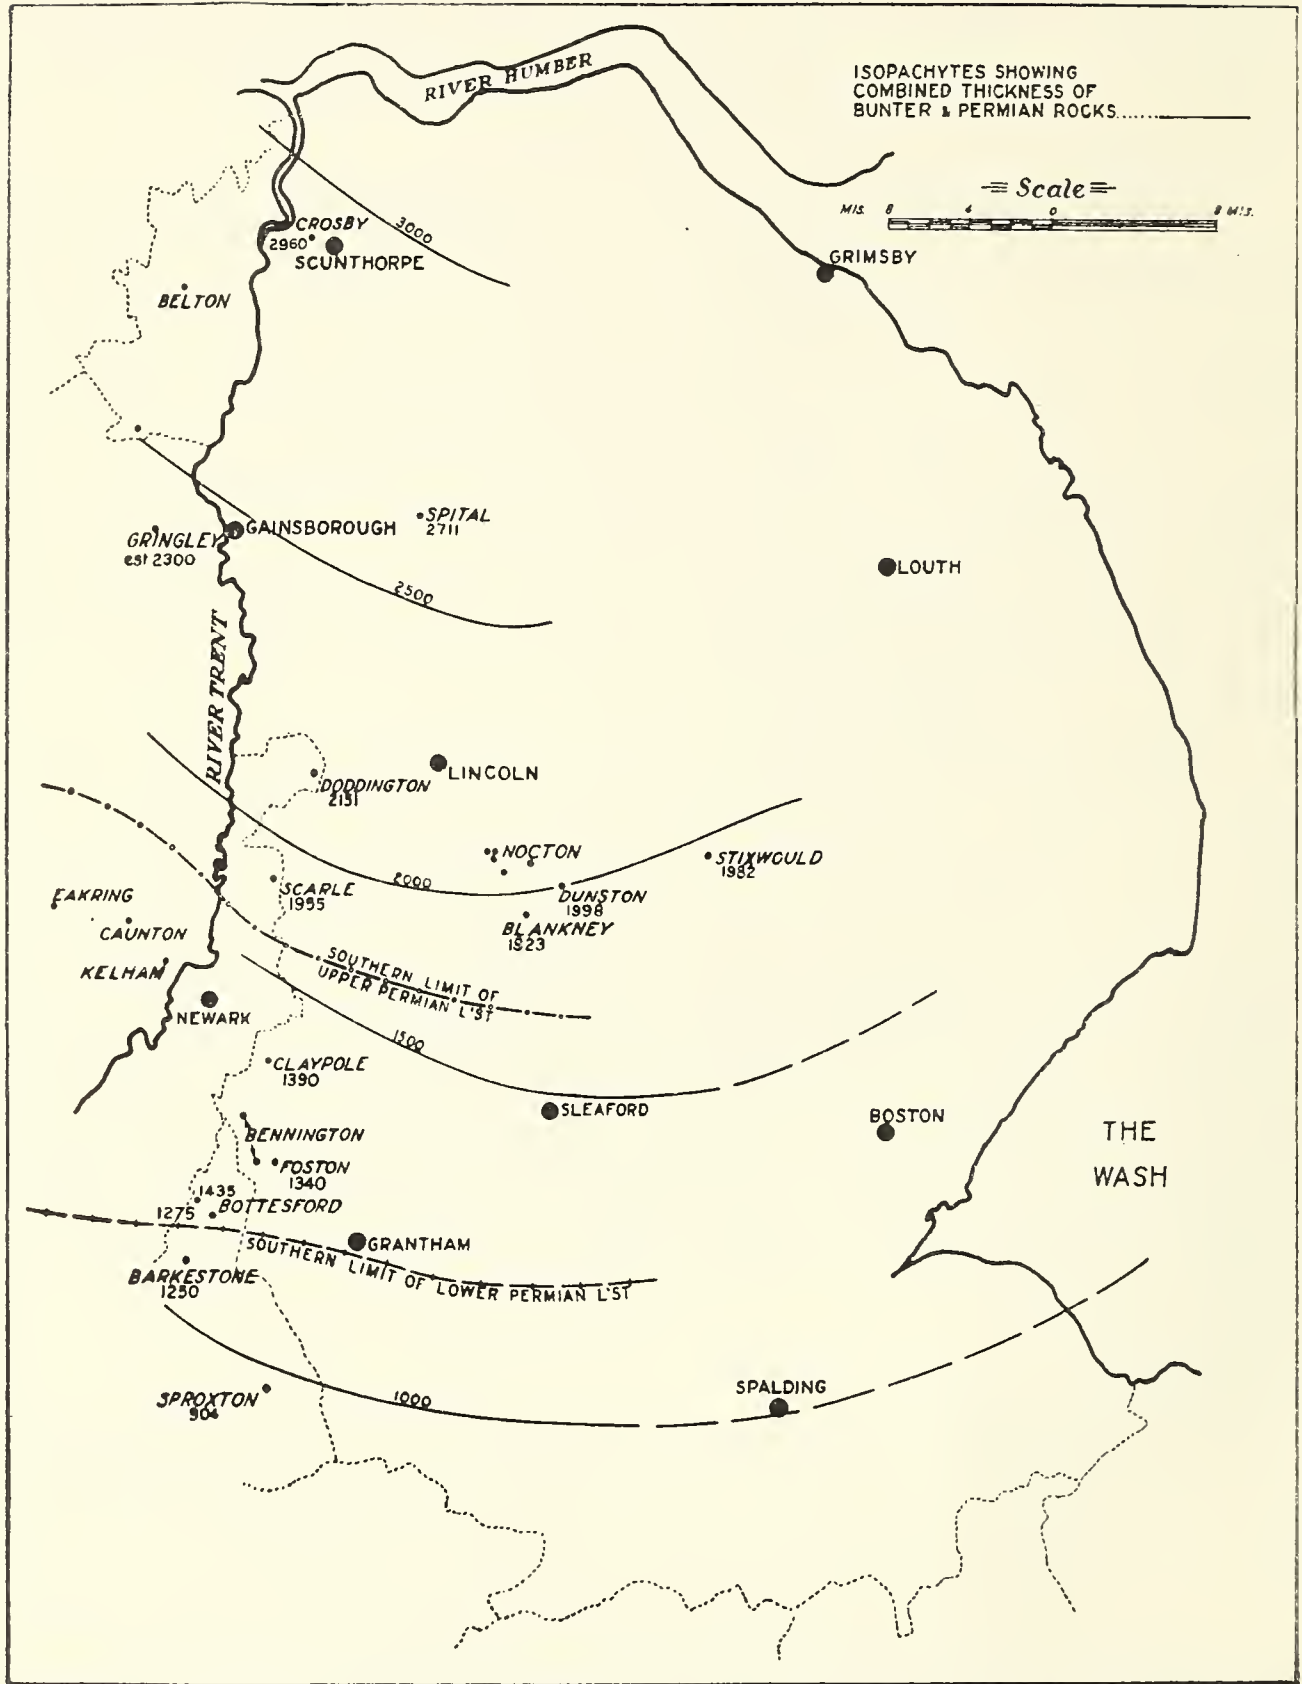 RIVER HUMBER
ISOPACHYTES SHOWING
COMBINED THICKNESS OF
BUNTER & PERMIAN ROCKS
Scale
MIS. 8 4 0 8 MIS.
3000
CROSBY
2960
SCUNTHORPE
GRIMSBY
BELTON
SPITAL
2711
GAINSBOROUGH
GRINGLEY
est 2300
LOUTH
2500
RIVER TRENT
LINCOLN
DODDINGTON
2151
NOCTON
STIXWOULD
1982
2000
SCARLE
1955
DUNSTON
1998
EAKRING
BLANKNEY
1823
CAUNTON
KELHAM
SOUTHERN LIMIT OF
UPPER PERMIAN L'ST
NEWARK
1500
CLAYPOLE
1390
SLEAFORD
BOSTON
THE
WASH
BENNINGTON
FOSTON
1340
1435
BOTTESFORD
1275
GRANTHAM
SOUTHERN LIMIT OF LOWER PERMIAN L'ST
BARKESTONE
1250
SPALDING
1000
SPROXTON
904